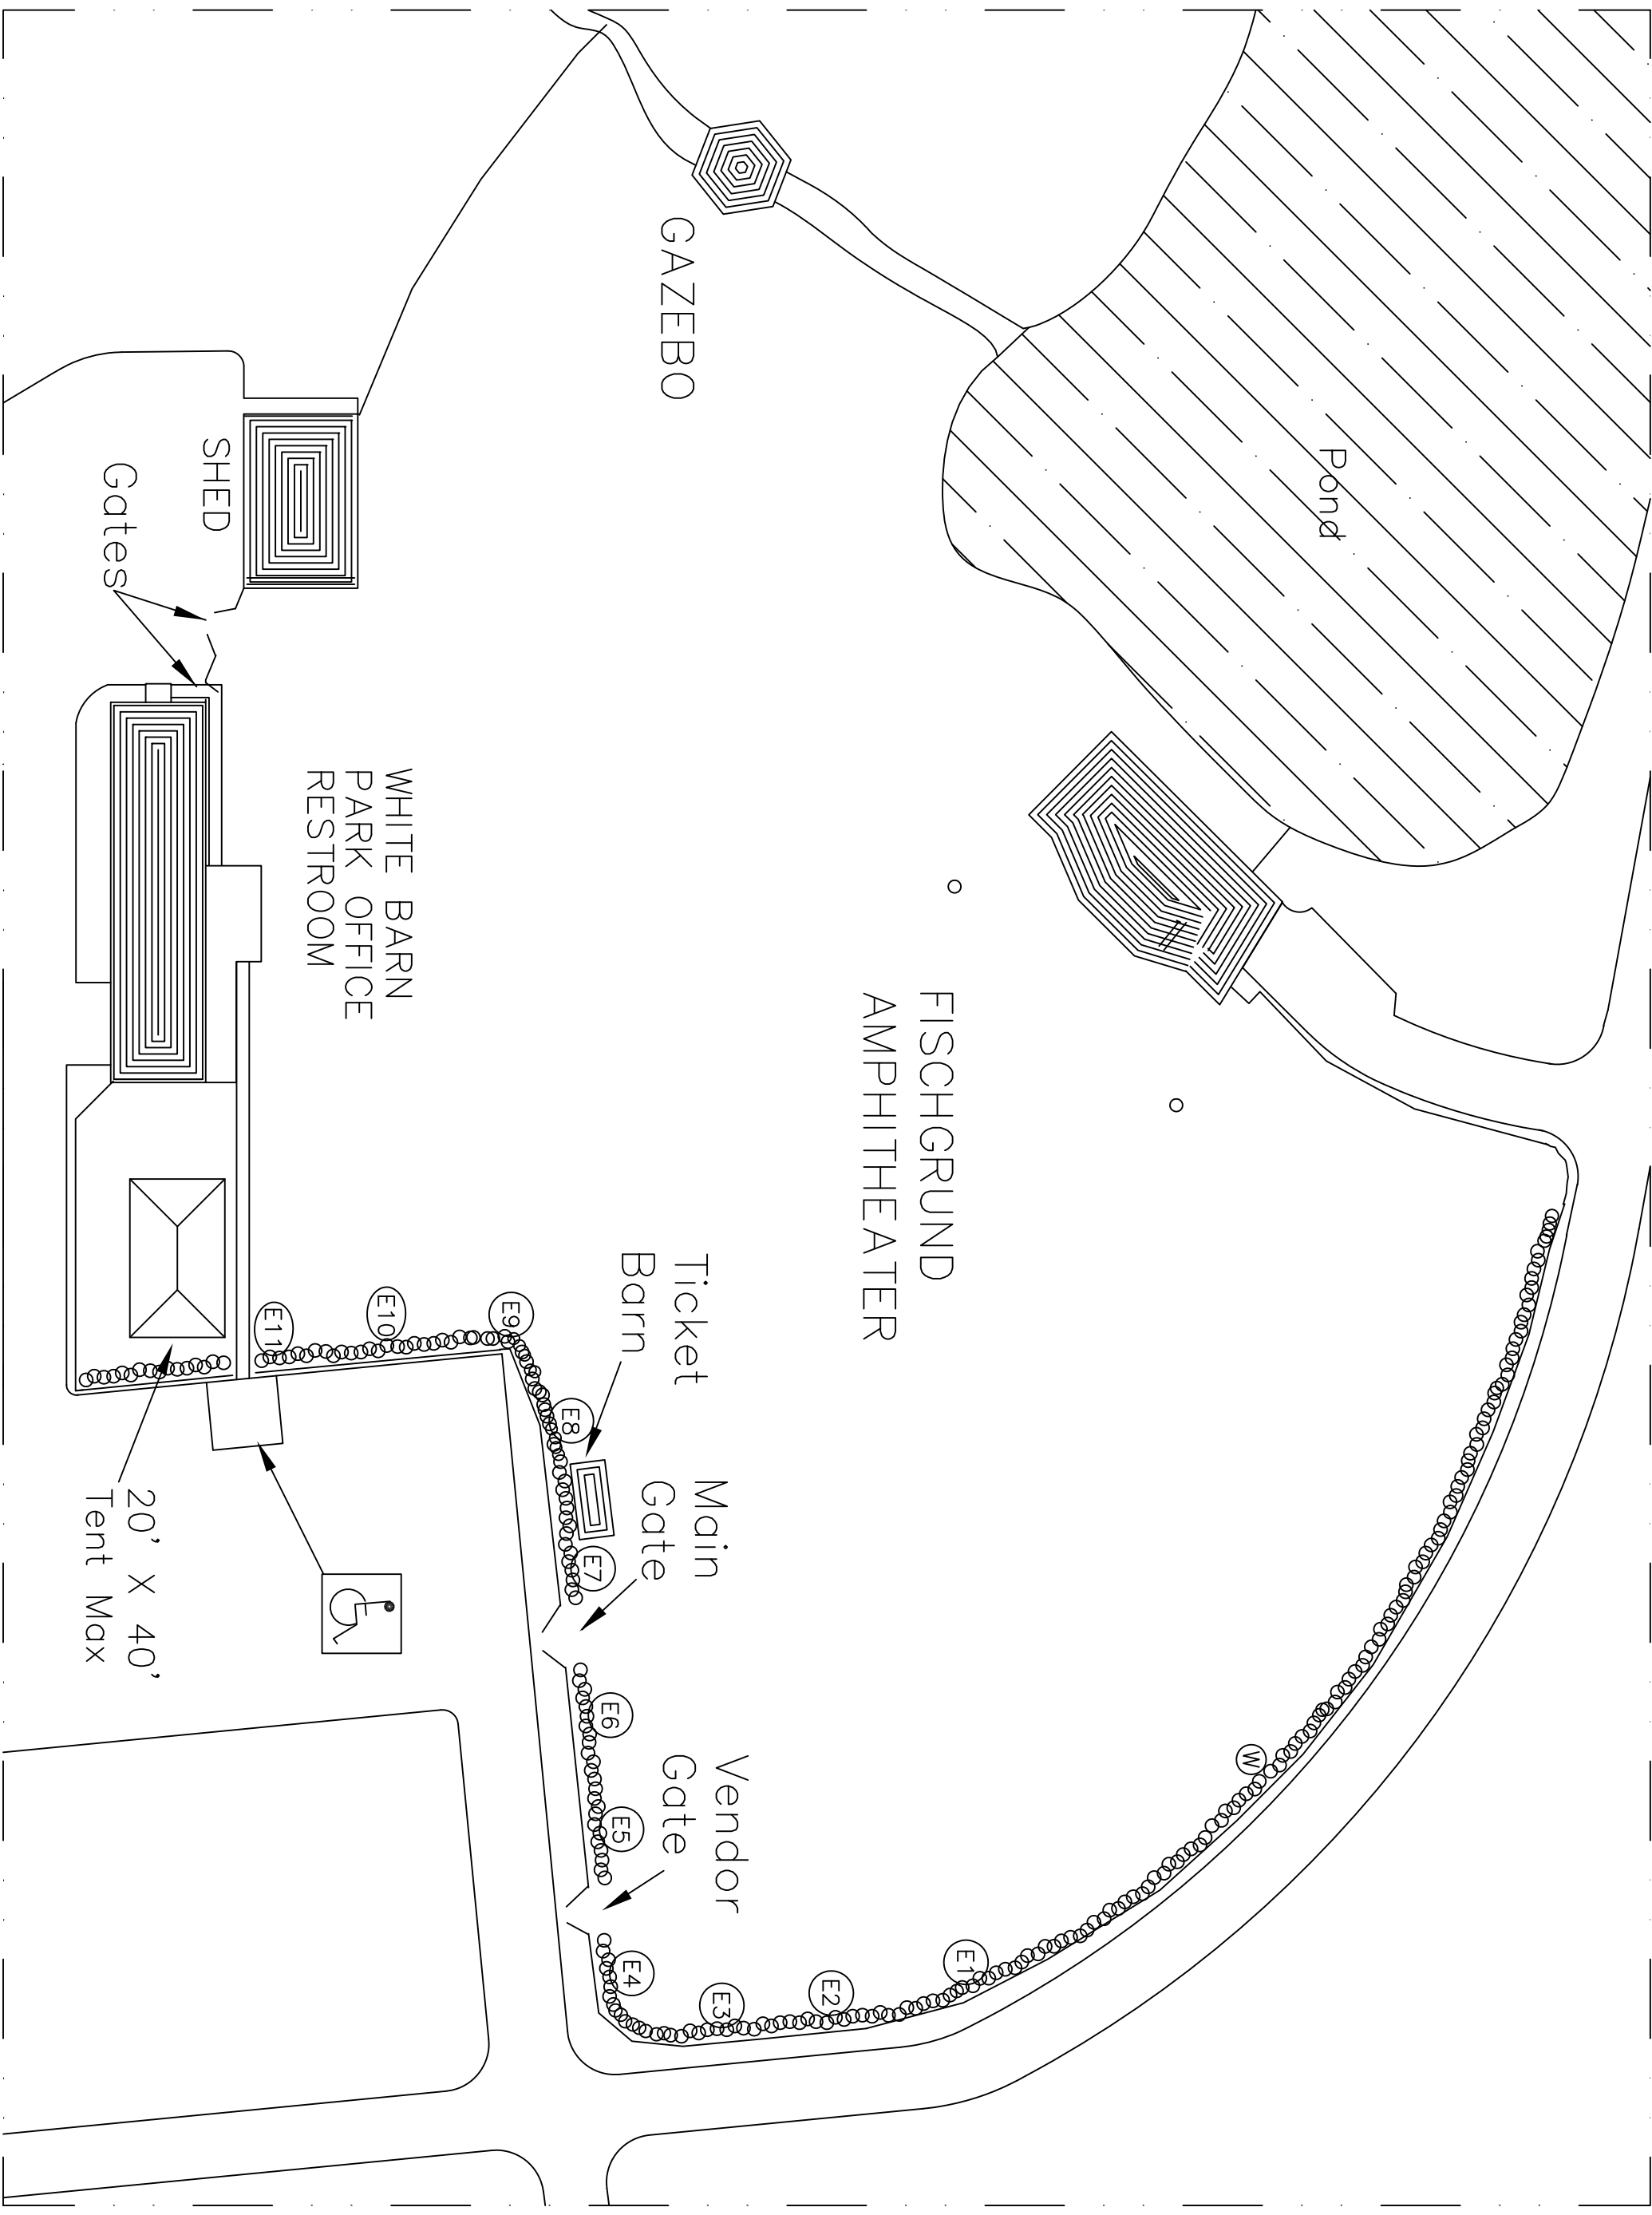 Pond
GAZEBO
SHED
Gates
WHITE BARN
PARK OFFICE
RESTROOM
FISCHGRUND
AMPHITHEATER
Ticket
Barn
Main
Gate
Vendor
Gate
20' X 40'
Tent Max
W
E1
E2
E3
E4
E5
E6
E7
E8
E9
E10
E11